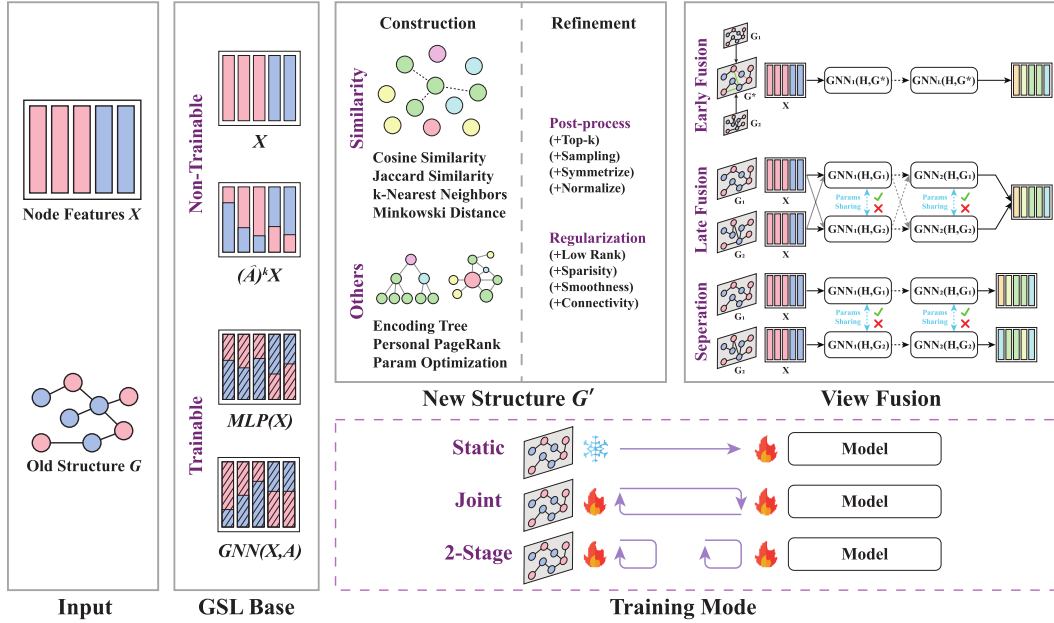 Node Features X
Old Structure G
Input
Non-Trainable
X
(Â)ᵏX
Trainable
MLP(X)
GNN(X,A)
GSL Base
Construction
Similarity
Cosine Similarity
Jaccard Similarity
k-Nearest Neighbors
Minkowski Distance
Others
Encoding Tree
Personal PageRank
Param Optimization
Refinement
Post-process
(+Top-k)
(+Sampling)
(+Symmetrize)
(+Normalize)
Regularization
(+Low Rank)
(+Sparisity)
(+Smoothness)
(+Connectivity)
New Structure G′
Early Fusion
G₁
G*
G₂
X
GNN₁(H,G*)
GNN_L(H,G*)
Late Fusion
G₁
X
GNN₁(H,G₁)
GNN₂(H,G₁)
Params
Sharing
Params
Sharing
G₂
X
GNN₁(H,G₂)
GNN₂(H,G₂)
Seperation
G₁
X
GNN₁(H,G₁)
GNN₂(H,G₁)
Params
Sharing
Params
Sharing
G₂
X
GNN₁(H,G₂)
GNN₂(H,G₂)
View Fusion
Static
Model
Joint
Model
2-Stage
Model
Training Mode